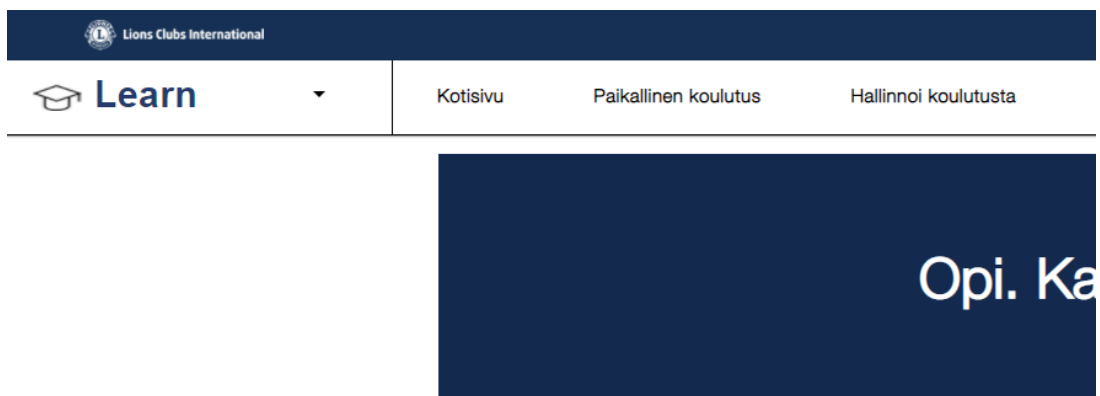 Lions Clubs International
Learn
Kotisivu Paikallinen koulutus Hallinnoi koulutusta
Opi. Ka